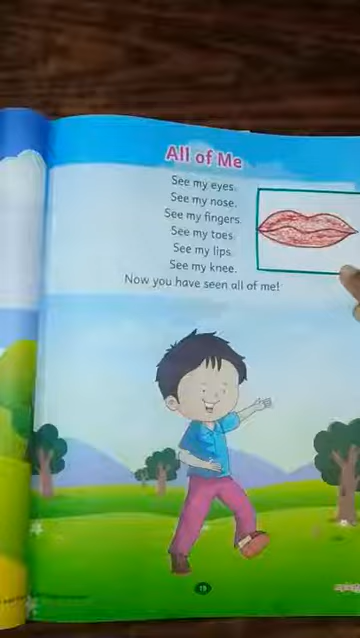 All of Me
See my eyes.
See my nose.
See my fingers.
See my toes.
See my lips.
See my knee.
Now you have seen all of me!
19